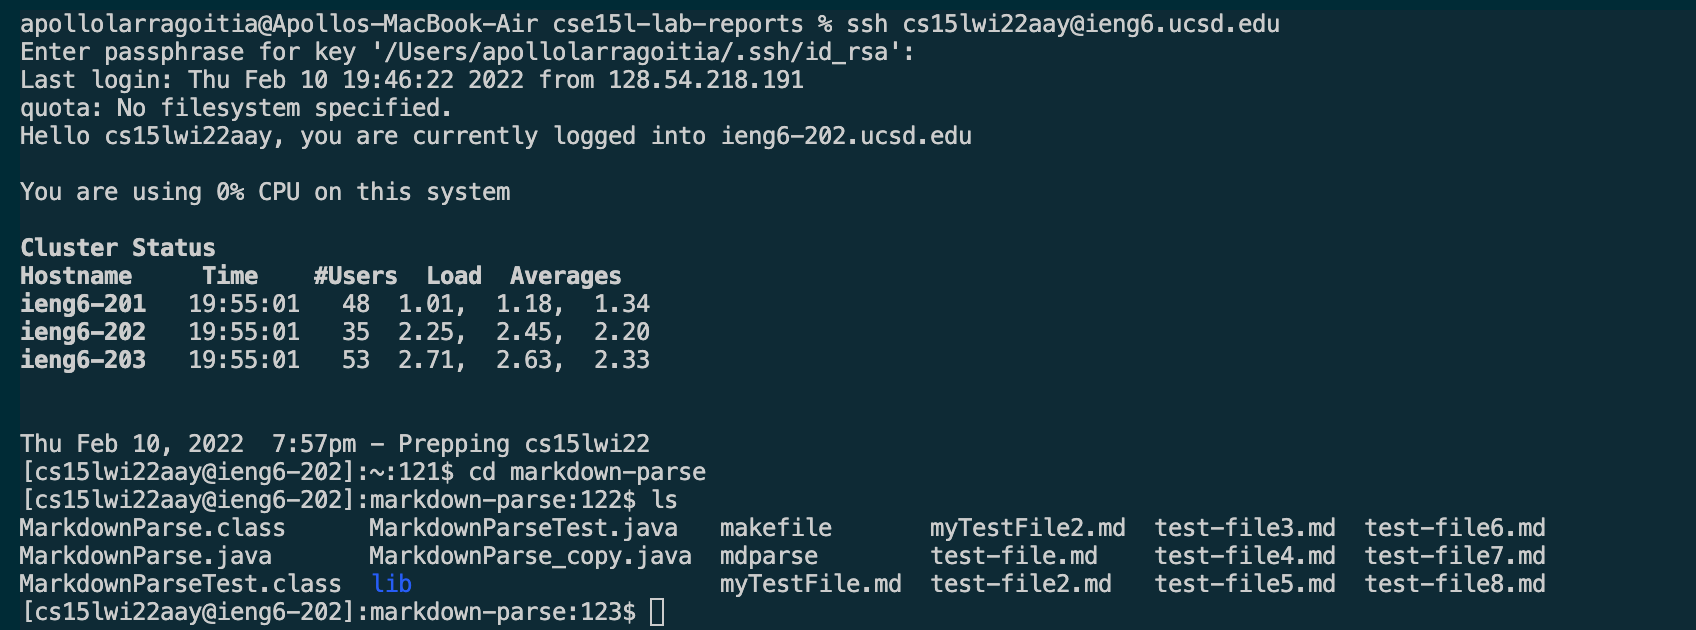 apollolarragoitia@Apollos-MacBook-Air cse15l-lab-reports % ssh cs15lwi22aay@ieng6.ucsd.edu
Enter passphrase for key '/Users/apollolarragoitia/.ssh/id_rsa':
Last login: Thu Feb 10 19:46:22 2022 from 128.54.218.191
quota: No filesystem specified.
Hello cs15lwi22aay, you are currently logged into ieng6-202.ucsd.edu

You are using 0% CPU on this system

Cluster Status
Hostname     Time    #Users  Load  Averages
ieng6-201   19:55:01   48  1.01,  1.18,  1.34
ieng6-202   19:55:01   35  2.25,  2.45,  2.20
ieng6-203   19:55:01   53  2.71,  2.63,  2.33

Thu Feb 10, 2022  7:57pm - Prepping cs15lwi22
[cs15lwi22aay@ieng6-202]:~:121$ cd markdown-parse
[cs15lwi22aay@ieng6-202]:markdown-parse:122$ ls
MarkdownParse.class      MarkdownParseTest.java   makefile       myTestFile2.md  test-file3.md  test-file6.md
MarkdownParse.java       MarkdownParse_copy.java  mdparse        test-file.md    test-file4.md  test-file7.md
MarkdownParseTest.class  lib                      myTestFile.md  test-file2.md   test-file5.md  test-file8.md
[cs15lwi22aay@ieng6-202]:markdown-parse:123$